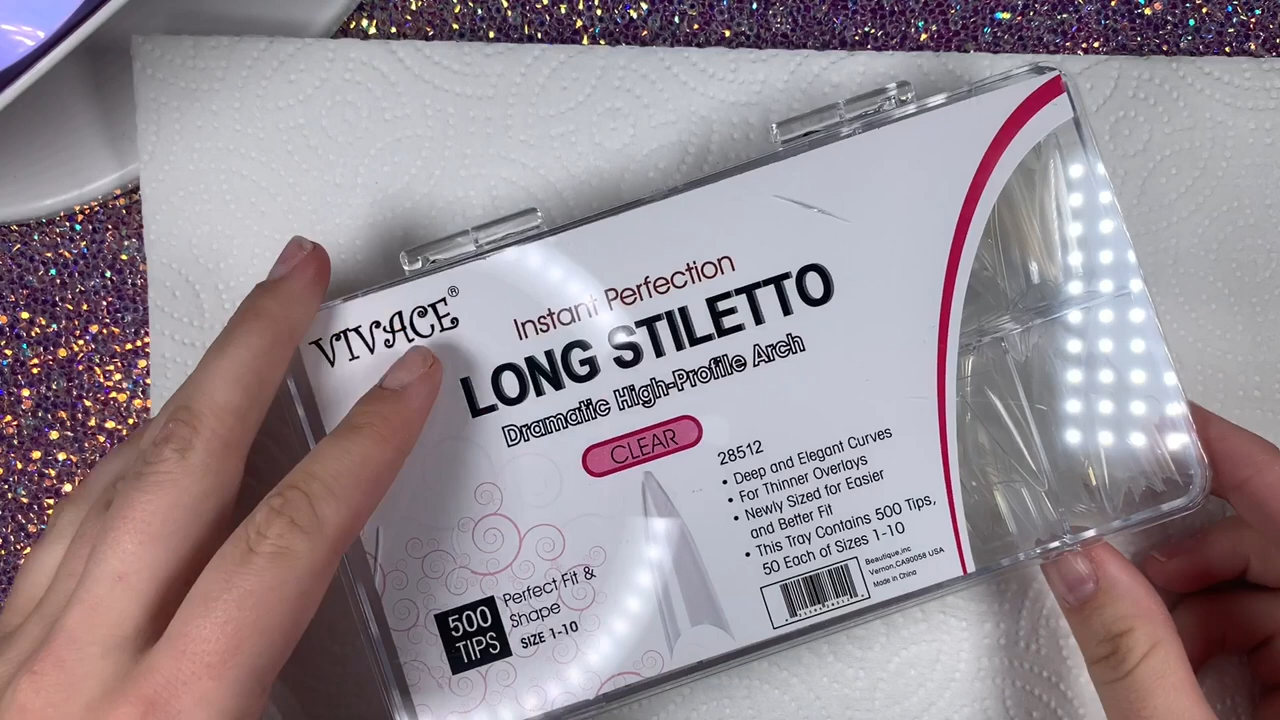 VIVACE®
Instant Perfection
LONG STILETTO
Dramatic High-Profile Arch
CLEAR
28512
• Deep and Elegant Curves
• For Thinner Overlays
• Newly Sized for Easier
and Better Fit
• This Tray Contains 500 Tips,
50 Each of Sizes 1-10
500
TIPS
Perfect Fit &
Shape
SIZE 1-10
Beautique,inc
Vernon,CA90058 USA
Made in China